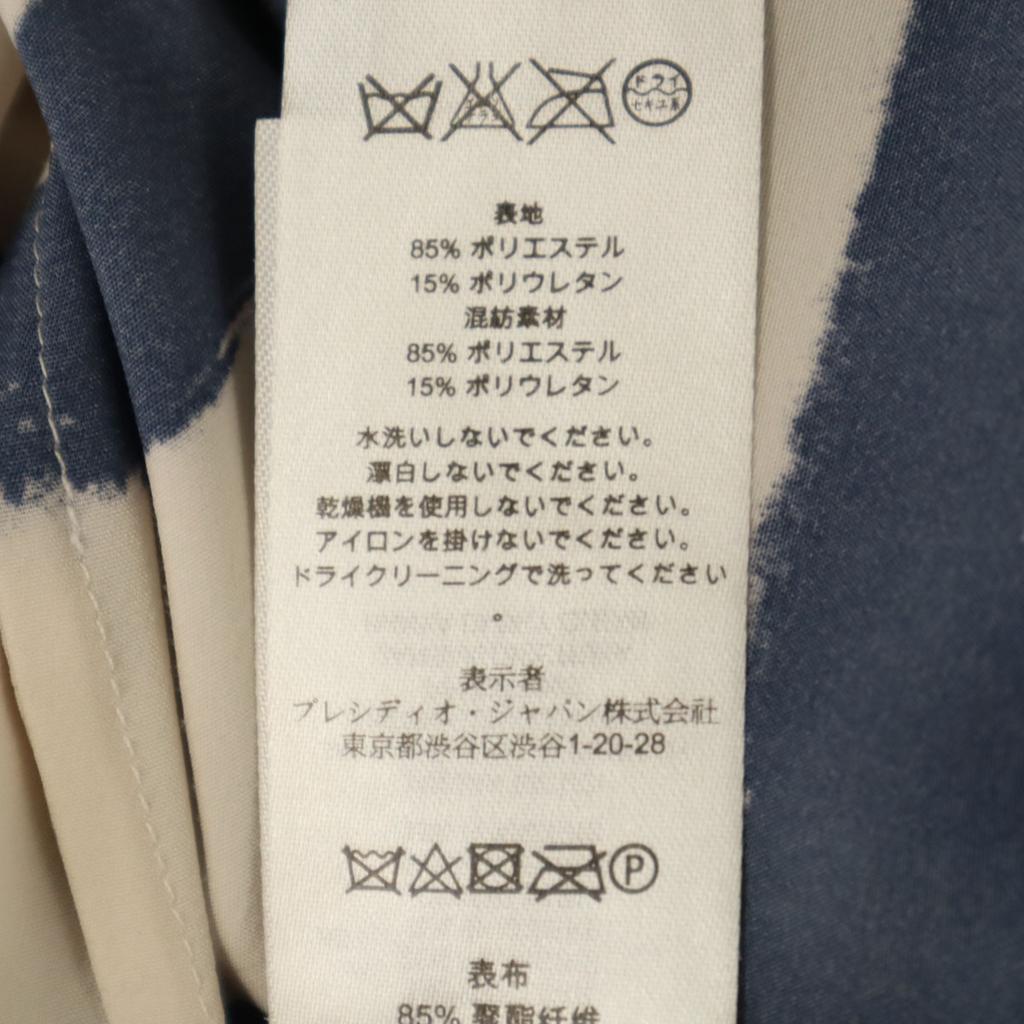 ドライ
セキユ系
表地
85% ポリエステル
15% ポリウレタン
混紡素材
85% ポリエステル
15% ポリウレタン
水洗いしないでください。
漂白しないでください。
乾燥機を使用しないでください。
アイロンを掛けないでください。
ドライクリーニングで洗ってください
。
表示者
プレシディオ・ジャパン株式会社
東京都渋谷区渋谷1-20-28
P
表布
85% 聚酯纤维